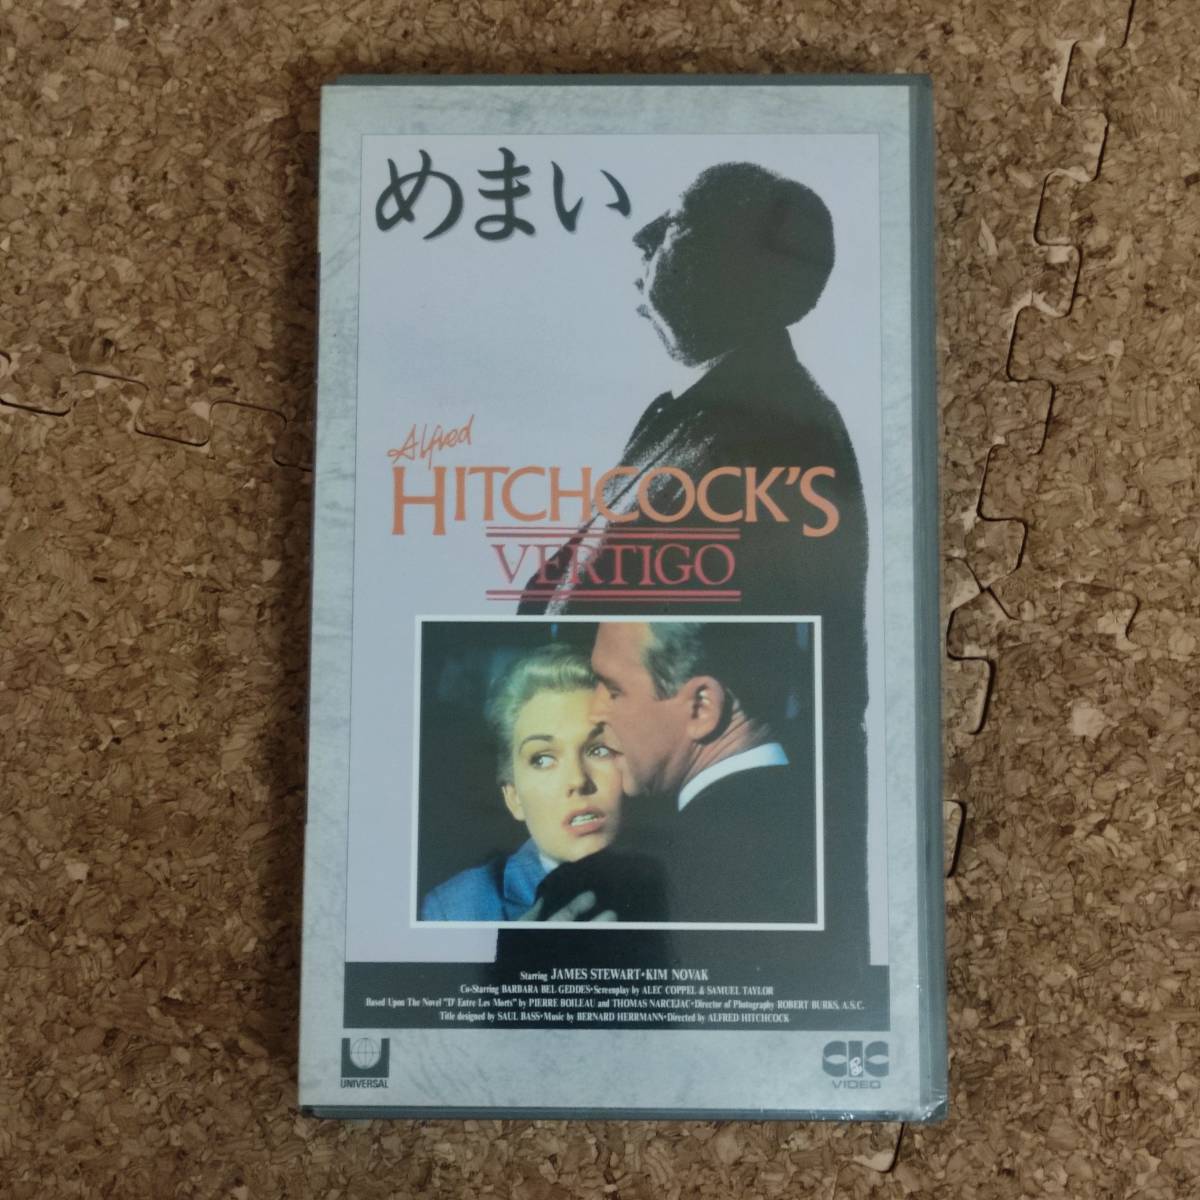 めまい
Alfred
HITCHCOCK'S
VERTIGO
Starring JAMES STEWART・KIM NOVAK
Co-Starring BARBARA BEL GEDDES・Screenplay by ALEC COPPEL & SAMUEL TAYLOR
Based Upon The Novel "D' Entre Les Morts" by PIERRE BOILEAU and THOMAS NARCEJAC・Director of Photography ROBERT BURKS, A.S.C.
Title designed by SAUL BASS・Music by BERNARD HERRMANN・Directed by ALFRED HITCHCOCK
UNIVERSAL
CIC
VIDEO